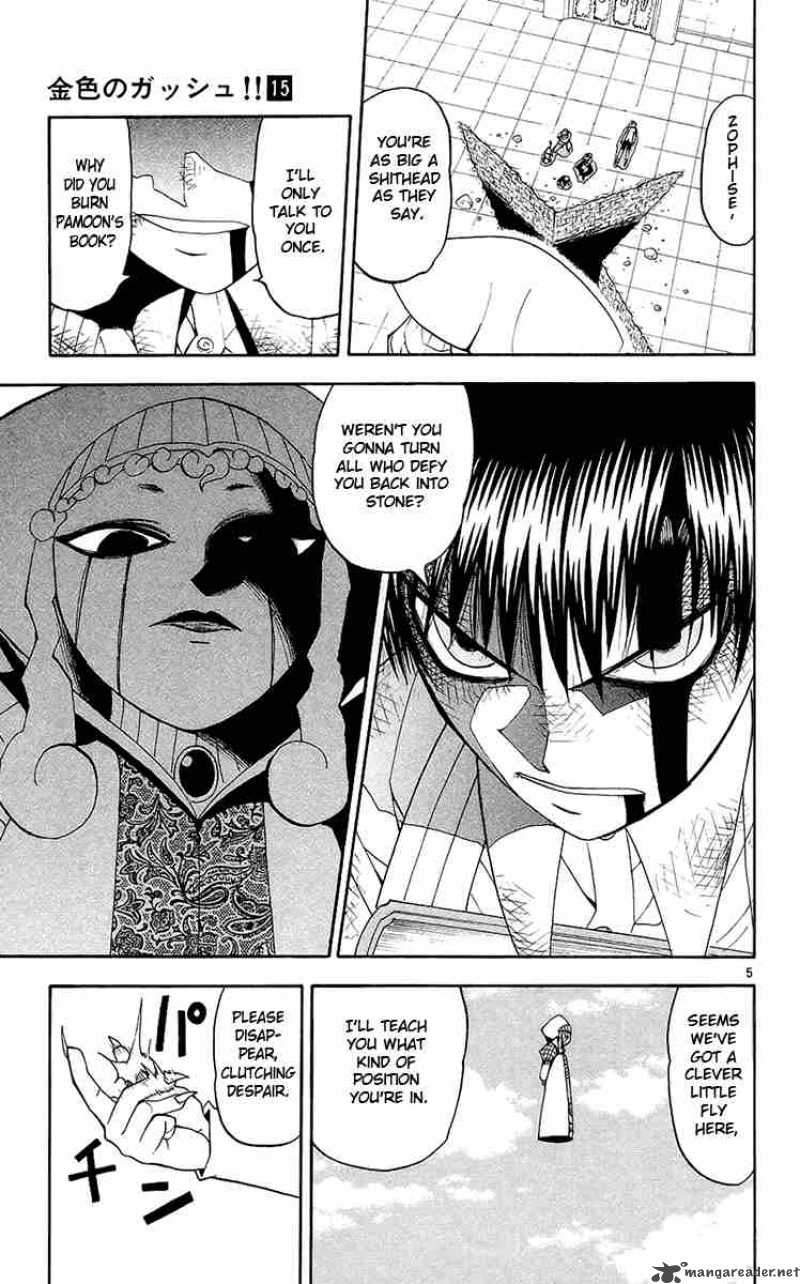 ZOPHISE,
YOU'RE
AS BIG A
SHITHEAD
AS THEY
SAY.
金色のガッシュ!! 15
I'LL
ONLY
TALK TO
YOU
ONCE.
WHY
DID YOU
BURN
PAMOON'S
BOOK?
WEREN'T YOU
GONNA TURN
ALL WHO DEFY
YOU BACK INTO
STONE?
5
SEEMS
WE'VE
GOT A
CLEVER
LITTLE
FLY
HERE,
I'LL TEACH
YOU WHAT
KIND OF
POSITION
YOU'RE IN.
PLEASE
DISAP-
PEAR,
CLUTCHING
DESPAIR.
パチン
mangareader.net